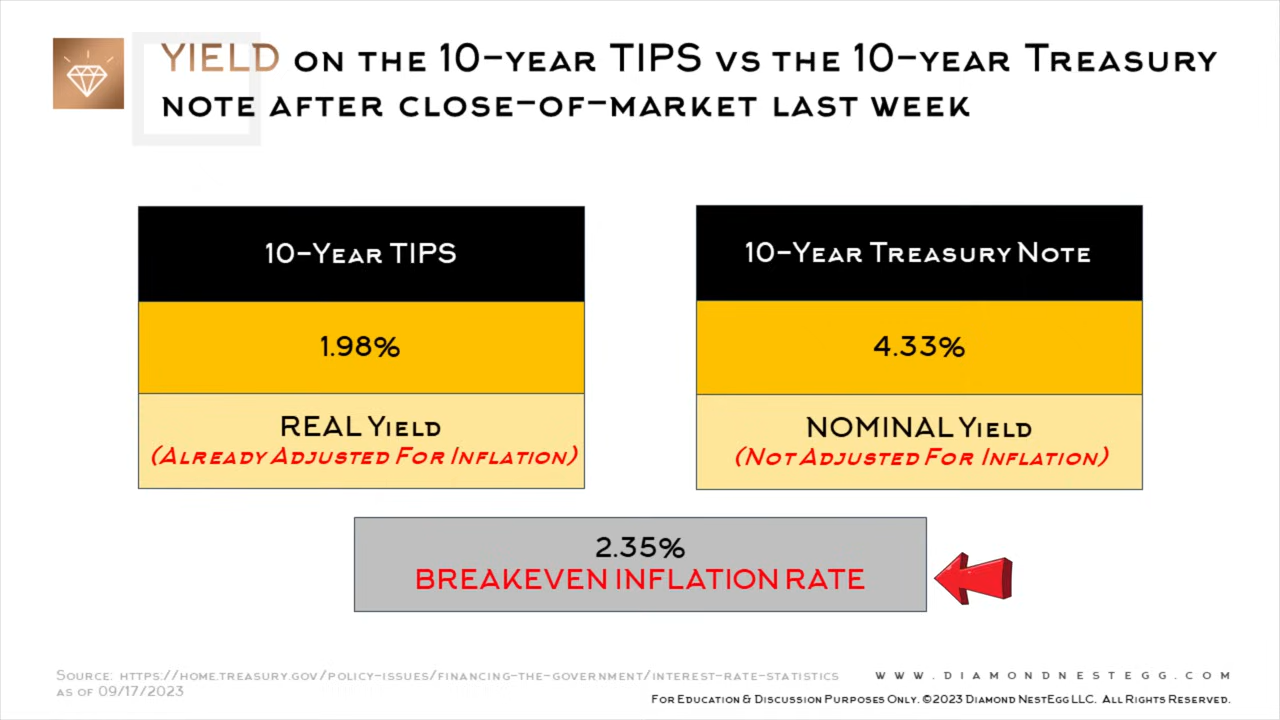 YIELD on the 10-year TIPS vs the 10-year Treasury
note after close-of-market last week
10-Year TIPS
1.98%
REAL Yield
(Already Adjusted For Inflation)
10-Year Treasury Note
4.33%
NOMINAL Yield
(Not Adjusted For Inflation)
2.35%
BREAKEVEN INFLATION RATE
Source: https://home.treasury.gov/policy-issues/financing-the-government/interest-rate-statistics
as of 09/17/2023
WWW.DIAMONDNESTEGG.COM
For Education & Discussion Purposes Only. ©2023 Diamond NestEgg LLC. All Rights Reserved.